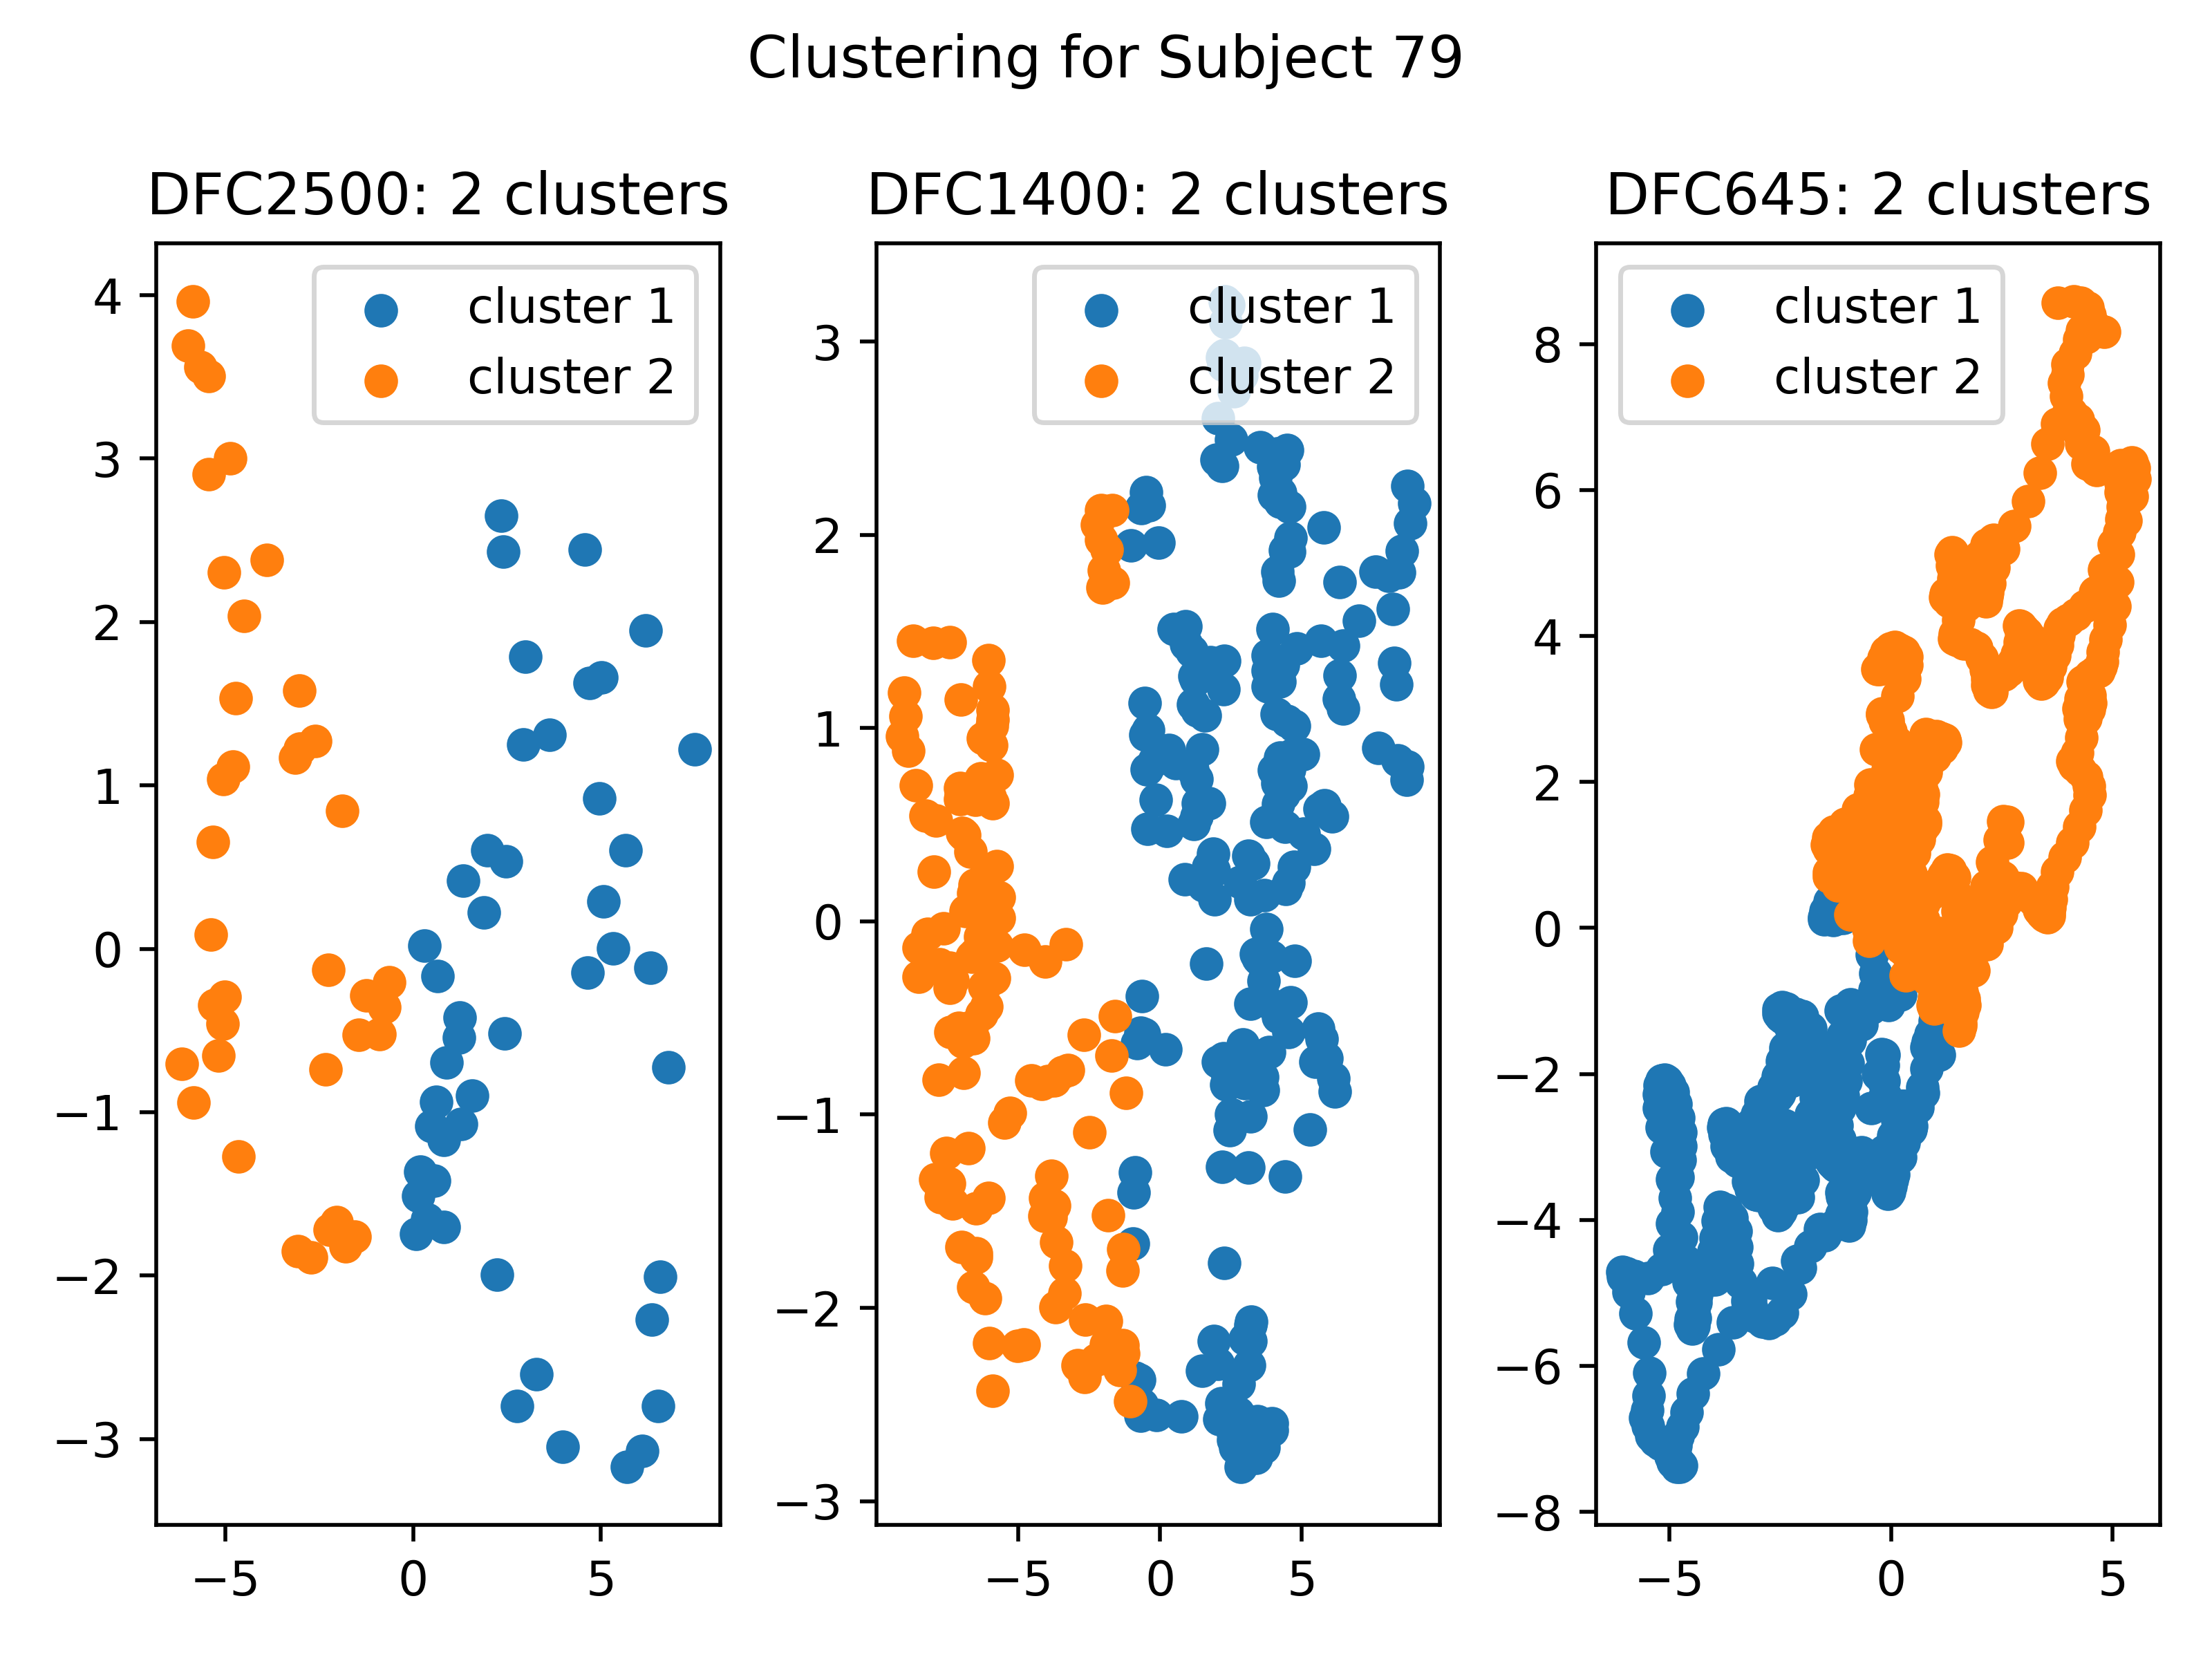 Clustering for Subject 79
DFC2500: 2 clusters
cluster 1
cluster 2
4
3
2
1
0
−1
−2
−3
−5 0 5
DFC1400: 2 clusters
cluster 1
cluster 2
3
2
1
0
−1
−2
−3
−5 0 5
DFC645: 2 clusters
cluster 1
cluster 2
8
6
4
2
0
−2
−4
−6
−8
−5 0 5